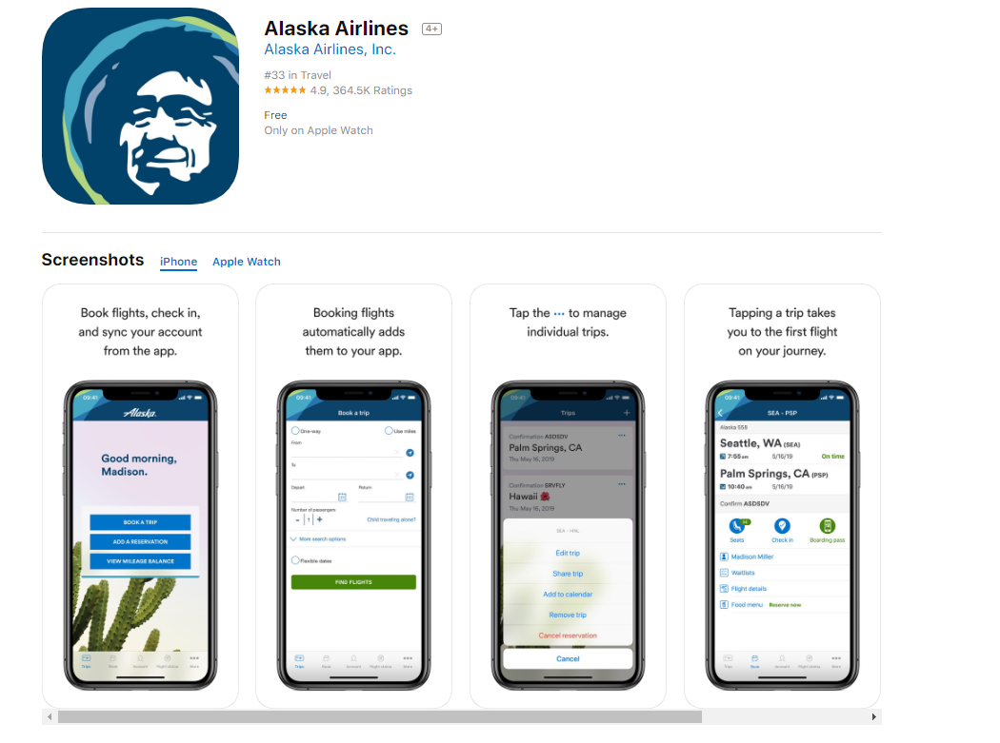 Alaska Airlines 4+
Alaska Airlines, Inc.
#33 in Travel
4.9, 364.5K Ratings
Free
Only on Apple Watch
Screenshots iPhone Apple Watch
Book flights, check in,
and sync your account
from the app.
09:41
Alaska
Good morning,
Madison.
BOOK A TRIP
ADD A RESERVATION
VIEW MILEAGE BALANCE
Trips Book Account Flight status More
Booking flights
automatically adds
them to your app.
09:41
Book a trip
One-way Use miles
From
To
Depart Return
Number of passengers
- 1 + Child traveling alone?
More search options
Flexible dates
FIND FLIGHTS
Trips Book Account Flight status More
Tap the ••• to manage
individual trips.
09:41
Trips +
Confirmation ASDSDV •••
Palm Springs, CA
Thu May 16, 2019
Confirmation SRVFLY •••
Hawaii 🌺
Thu May 16, 2019
SEA - HNL
Edit trip
Share trip
Add to calendar
Remove trip
Cancel reservation
Cancel
Tapping a trip takes
you to the first flight
on your journey.
09:41
SEA - PSP
Alaska 558
Seattle, WA (SEA)
7:55 am 5/16/19 On time
Palm Springs, CA (PSP)
10:40 am 5/16/19
Confirm ASDSDV
Seats Check in Boarding pass
Madison Miller
Waitlists
Flight details
Food menu Reserve now
Trips Book Account Flight status More